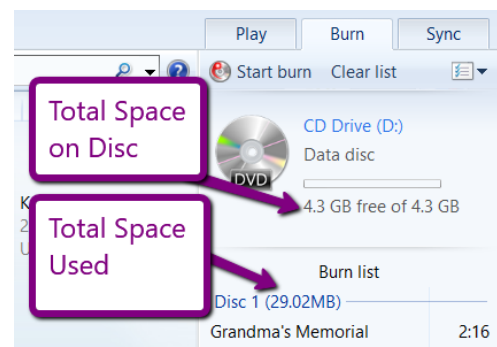 Play
Burn
Sync
Start burn
Clear list
Total Space
on Disc
CD Drive (D:)
Data disc
DVD
4.3 GB free of 4.3 GB
Total Space
Used
Burn list
Disc 1 (29.02MB)
Grandma's Memorial 2:16